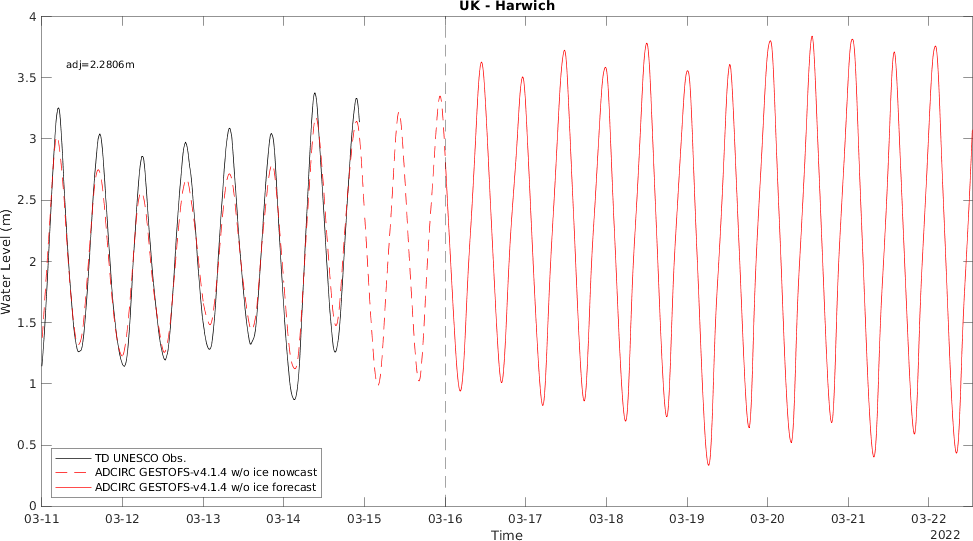 UK - Harwich
4
adj=2.2806m
3.5
3
2.5
2
1.5
1
0.5
0
Water Level (m)
TD UNESCO Obs.
ADCIRC GESTOFS-v4.1.4 w/o ice nowcast
ADCIRC GESTOFS-v4.1.4 w/o ice forecast
03-11 03-12 03-13 03-14 03-15 03-16 03-17 03-18 03-19 03-20 03-21 03-22
Time
2022